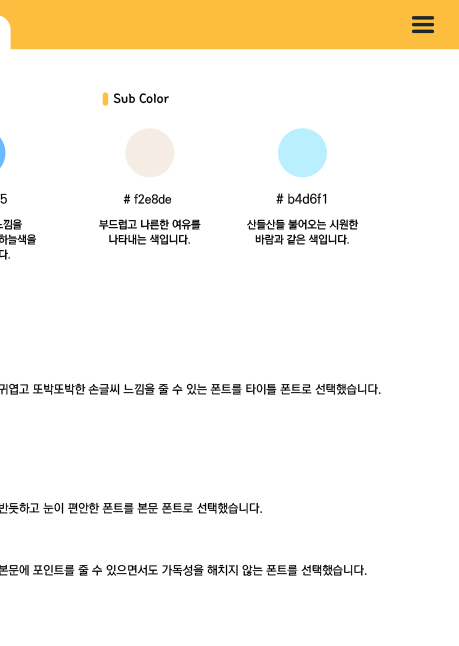 Sub Color
5
# f2e8de
# b4d6f1
느낌을
하늘색을
다.
부드럽고 나른한 여유를
나타내는 색입니다.
산들산들 불어오는 시원한
바람과 같은 색입니다.
귀엽고 또박또박한 손글씨 느낌을 줄 수 있는 폰트를 타이틀 폰트로 선택했습니다.
반듯하고 눈이 편안한 폰트를 본문 폰트로 선택했습니다.
본문에 포인트를 줄 수 있으면서도 가독성을 해치지 않는 폰트를 선택했습니다.